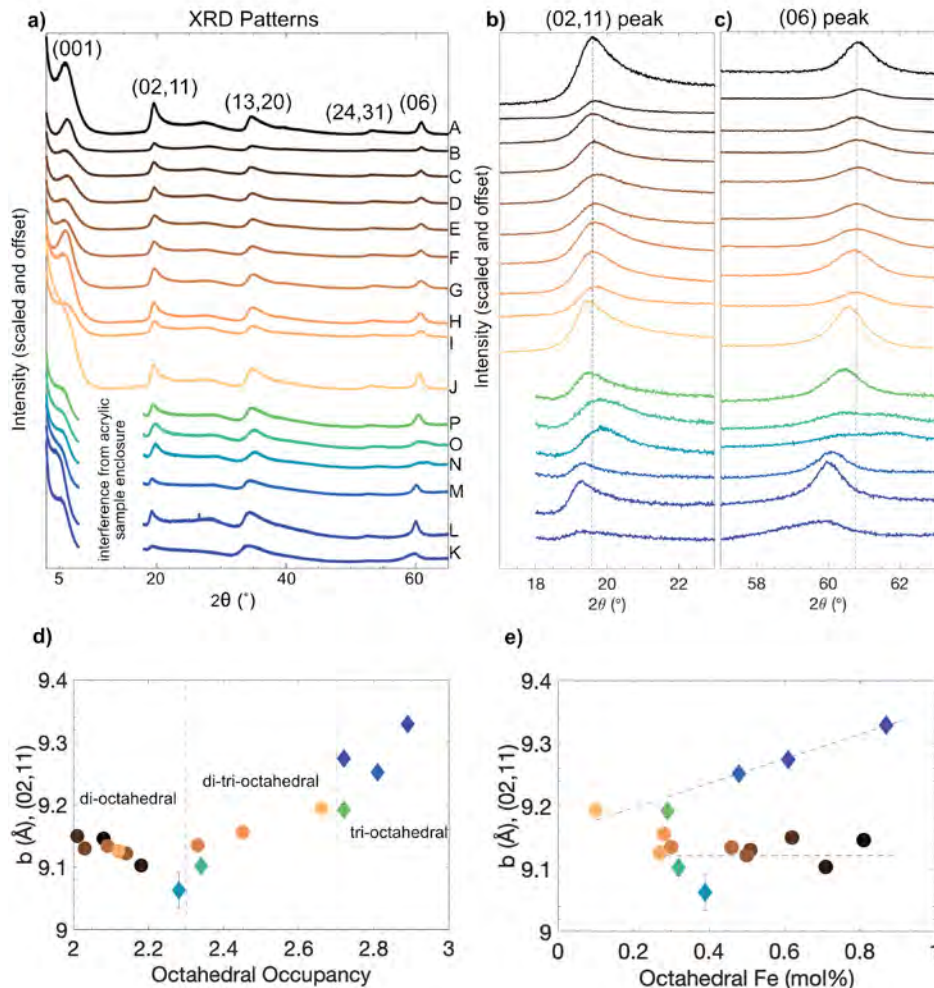 a)
XRD Patterns
b)
(02,11) peak
c)
(06) peak
(001)
(02,11)
(13,20)
(24,31)
(06)
A
B
C
D
E
F
G
H
I
J
P
O
N
M
L
K
Intensity (scaled and offset)
interference from acrylic
sample enclosure
5
20
40
60
2θ (°)
Intensity (scaled and offset)
18
20
22
2θ (°)
58
60
62
2θ (°)
d)
9.4
9.3
9.2
9.1
9
b (Å), (02,11)
di-octahedral
di-tri-octahedral
tri-octahedral
2
2.2
2.4
2.6
2.8
3
Octahedral Occupancy
e)
9.4
9.3
9.2
9.1
9
b (Å), (02,11)
0
0.2
0.4
0.6
0.8
1
Octahedral Fe (mol%)